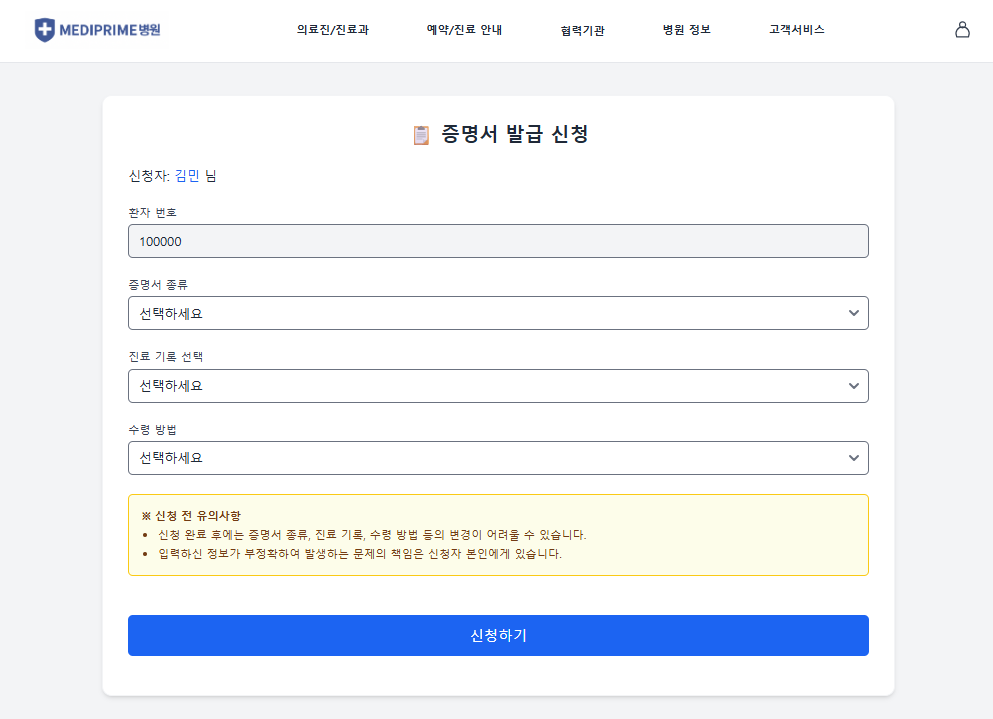 MEDIPRIME병원
의료진/진료과 예약/진료 안내 협력기관 병원 정보 고객서비스
증명서 발급 신청
신청자: 김민 님
환자 번호
100000
증명서 종류
선택하세요
진료 기록 선택
선택하세요
수령 방법
선택하세요
※ 신청 전 유의사항
• 신청 완료 후에는 증명서 종류, 진료 기록, 수령 방법 등의 변경이 어려울 수 있습니다.
• 입력하신 정보가 부정확하여 발생하는 문제의 책임은 신청자 본인에게 있습니다.
신청하기